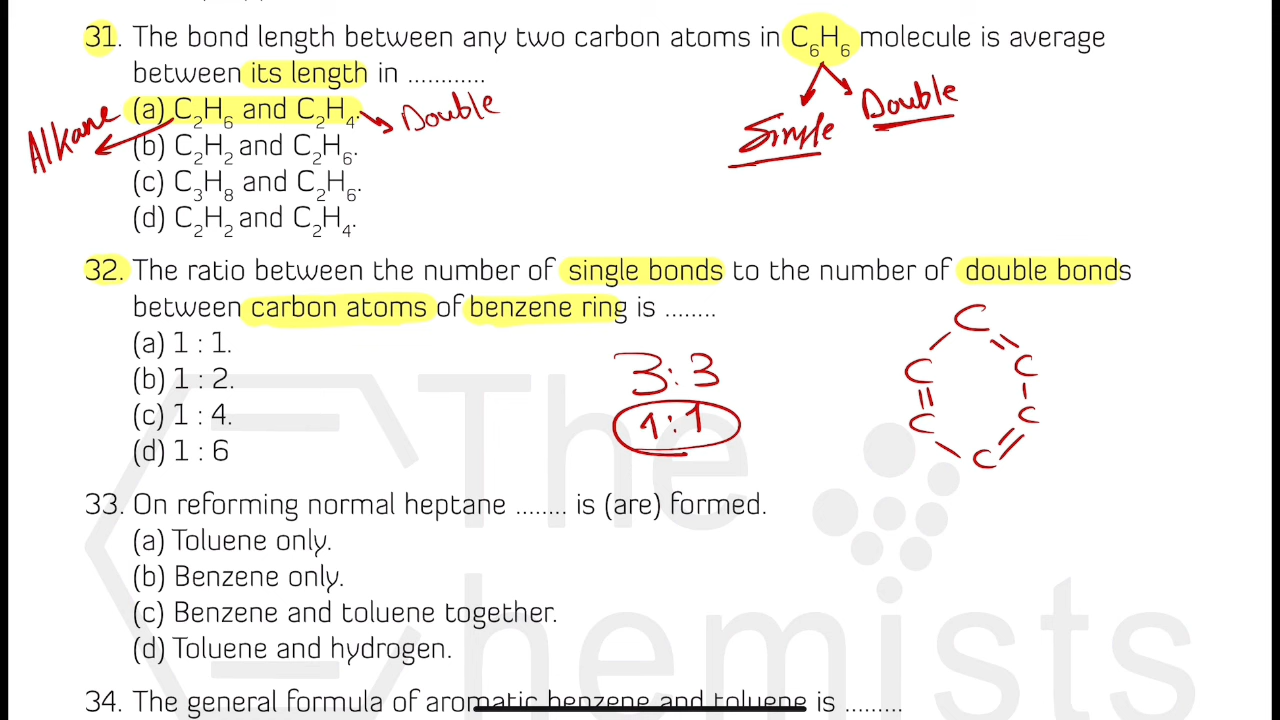 31. The bond length between any two carbon atoms in C₆H₆ molecule is average
between its length in ............
(a) C₂H₆ and C₂H₄.
(b) C₂H₂ and C₂H₆.
(c) C₃H₈ and C₂H₆.
(d) C₂H₂ and C₂H₄.
Alkane
Double
Single
Double
32. The ratio between the number of single bonds to the number of double bonds
between carbon atoms of benzene ring is ........
(a) 1 : 1.
(b) 1 : 2.
(c) 1 : 4.
(d) 1 : 6
3:3
1:1
C
C C
C C
C
33. On reforming normal heptane ........ is (are) formed.
(a) Toluene only.
(b) Benzene only.
(c) Benzene and toluene together.
(d) Toluene and hydrogen.
34. The general formula of aromatic benzene and toluene is .........
The
hemists